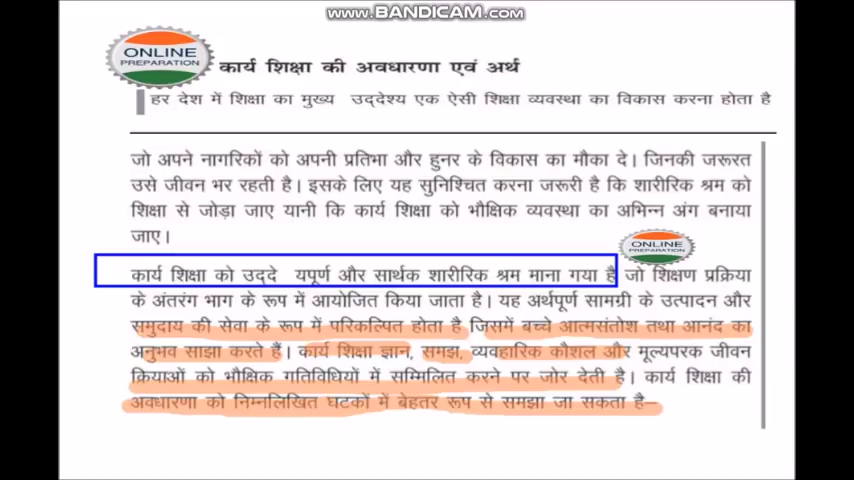 www.BANDICAM.com
ONLINE
PREPARATION
कार्य शिक्षा की अवधारणा एवं अर्थ
हर देश में शिक्षा का मुख्य उद्देश्य एक ऐसी शिक्षा व्यवस्था का विकास करना होता है
जो अपने नागरिकों को अपनी प्रतिभा और हुनर के विकास का मौका दे। जिनकी जरूरत
उसे जीवन भर रहती है। इसके लिए यह सुनिश्चित करना जरूरी है कि शारीरिक श्रम को
शिक्षा से जोड़ा जाए यानी कि कार्य शिक्षा को भौक्षिक व्यवस्था का अभिन्न अंग बनाया
जाए।
ONLINE
PREPARATION
कार्य शिक्षा को उद्दे यपूर्ण और सार्थक शारीरिक श्रम माना गया है जो शिक्षण प्रक्रिया
के अंतरंग भाग के रूप में आयोजित किया जाता है। यह अर्थपूर्ण सामग्री के उत्पादन और
समुदाय की सेवा के रूप में परिकल्पित होता है जिसमें बच्चे आत्मसंतोश तथा आनंद का
अनुभव साझा करते हैं। कार्य शिक्षा ज्ञान, समझ, व्यवहारिक कौशल और मूल्यपरक जीवन
क्रियाओं को भौक्षिक गतिविधियों में सम्मिलित करने पर जोर देती है। कार्य शिक्षा की
अवधारणा को निम्नलिखित घटकों में बेहतर रूप से समझा जा सकता है–